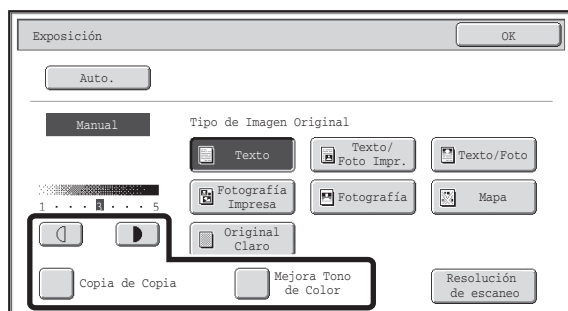 Exposición
OK
Auto.
Manual
Tipo de Imagen Original
Texto
Texto/
Foto Impr.
Texto/Foto
1 · · · 3 · · · 5
Fotografía
Impresa
Fotografía
Mapa
Original
Claro
Copia de Copia
Mejora Tono
de Color
Resolución
de escaneo